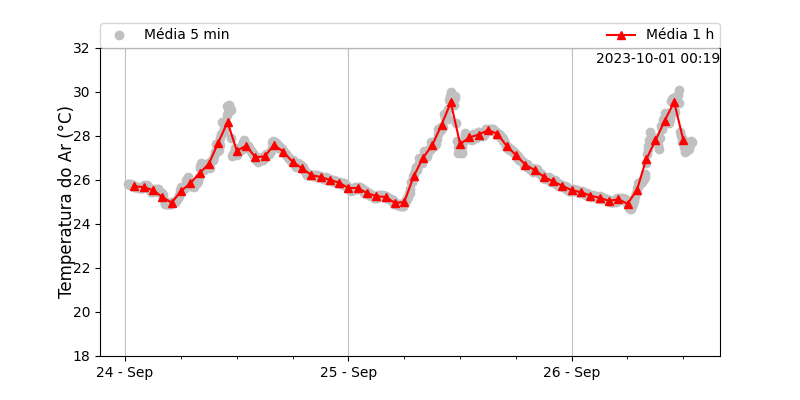 Média 5 min
Média 1 h
2023-10-01 00:19
Temperatura do Ar (°C)
32
30
28
26
24
22
20
18
24 - Sep
25 - Sep
26 - Sep